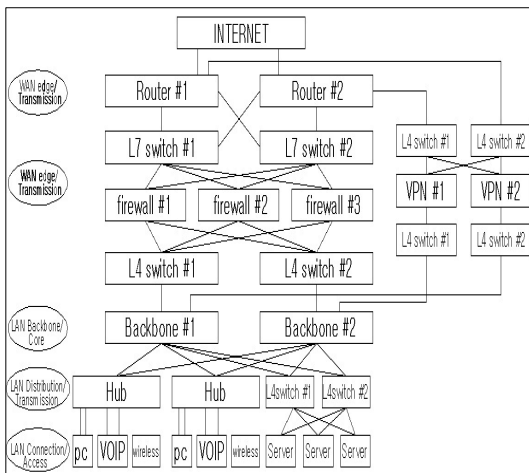 INTERNET
WAN edge/
Transmission
Router #1
Router #2
L7 switch #1
L7 switch #2
L4 switch #1
L4 switch #2
WAN edge/
Transmission
firewall #1
firewall #2
firewall #3
VPN #1
VPN #2
L4 switch #1
L4 switch #2
L4 switch #1
L4 switch #2
LAN Backbone/
Core
Backbone #1
Backbone #2
LAN Distribution/
Transmission
Hub
Hub
L4switch #1
L4switch #2
LAN Connection/
Access
pc
VOIP
wireless
pc
VOIP
wireless
Server
Server
Server